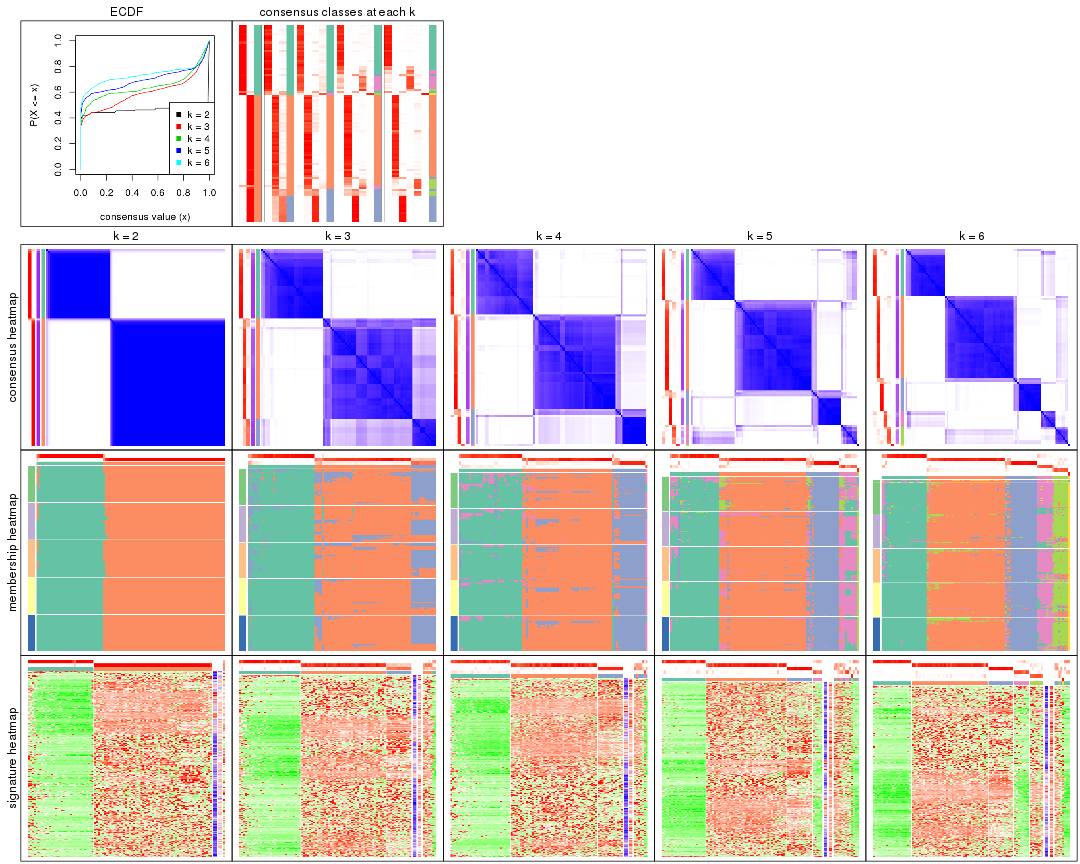 ECDF
consensus classes at each k
P(X <= x)
0.0 0.2 0.4 0.6 0.8 1.0
k = 2
k = 3
k = 4
k = 5
k = 6
0.0 0.2 0.4 0.6 0.8 1.0
consensus value (x)
k = 2
k = 3
k = 4
k = 5
k = 6
consensus heatmap
membership heatmap
signature heatmap